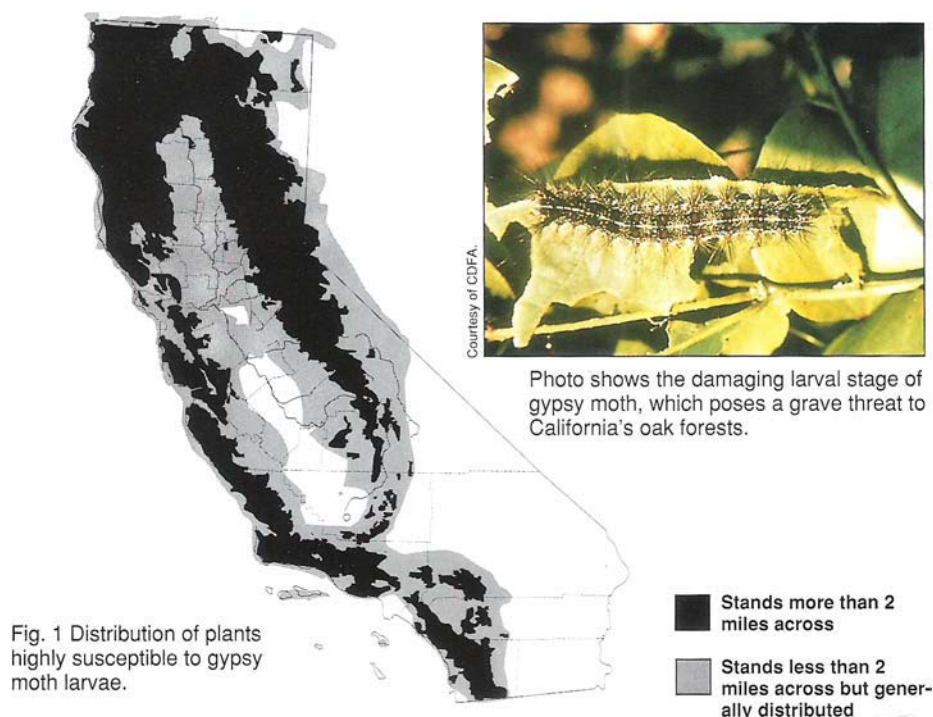 Courtesy of CDFA.
Photo shows the damaging larval stage of
gypsy moth, which poses a grave threat to
California's oak forests.
Fig. 1 Distribution of plants
highly susceptible to gypsy
moth larvae.
Stands more than 2
miles across
Stands less than 2
miles across but gener-
ally distributed